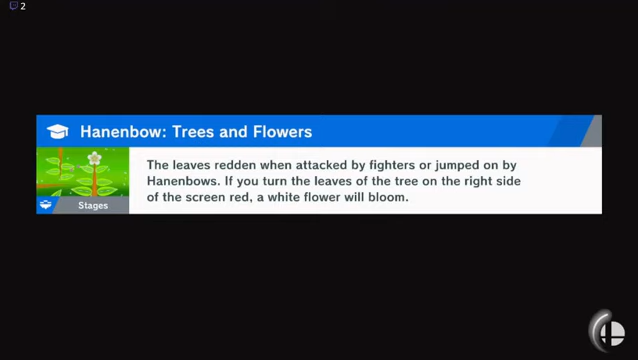 2
Hanenbow: Trees and Flowers
The leaves redden when attacked by fighters or jumped on by
Hanenbows. If you turn the leaves of the tree on the right side
of the screen red, a white flower will bloom.
Stages